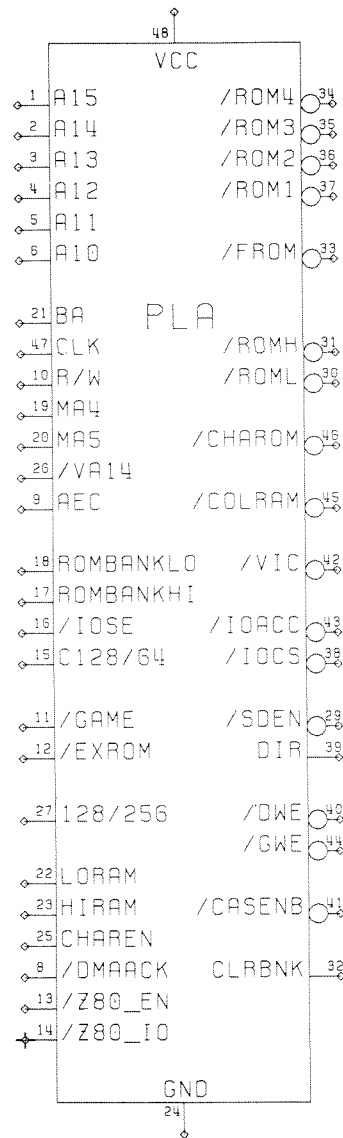 48
VCC
1 A15 /ROM4 34
2 A14 /ROM3 35
3 A13 /ROM2 36
4 A12 /ROM1 37
5 A11
6 A10 /FROM 33
PLA
21 BA
47 CLK /ROMH 31
10 R/W /ROML 30
19 MA4
20 MA5 /CHAROM 46
26 /VA14
9 AEC /COLRAM 45
18 ROMBANKLO /VIC 42
17 ROMBANKHI
16 /IOSE /IOACC 43
15 C128/64 /IOCS 38
11 /GAME /SDEN 29
12 /EXROM DIR 39
27 128/256 /DWE 40
/GWE 44
22 LORAM
23 HIRAM /CASENB 41
25 CHAREN
8 /DMAACK CLRBNK 32
13 /Z80_EN
14 /Z80_IO
GND
24